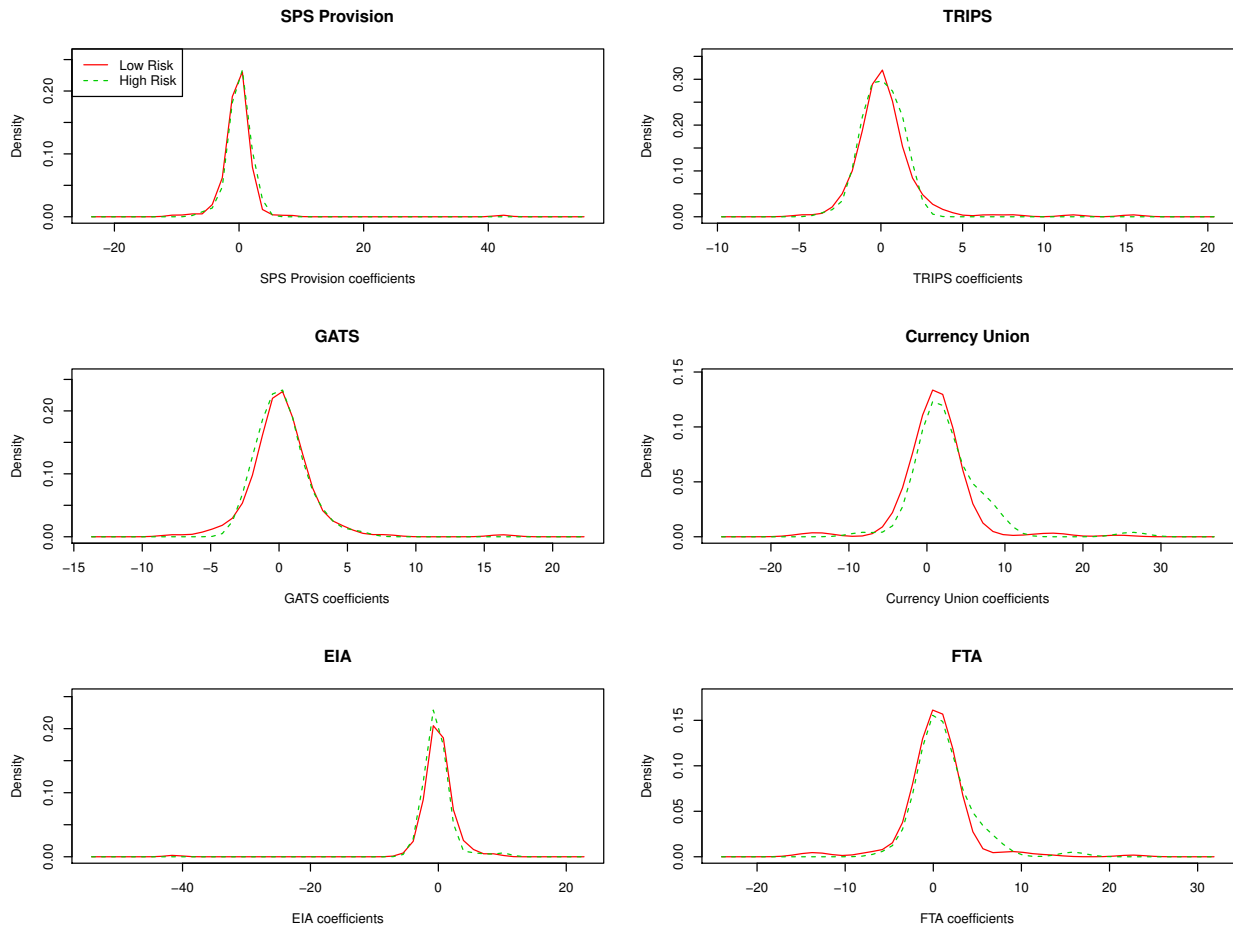 SPS Provision
Density
0.00 0.10 0.20
Low Risk
High Risk
−20 0 20 40
SPS Provision coefficients
TRIPS
Density
0.00 0.10 0.20 0.30
−10 −5 0 5 10 15 20
TRIPS coefficients
GATS
Density
0.00 0.10 0.20
−15 −10 −5 0 5 10 15 20
GATS coefficients
Currency Union
Density
0.00 0.05 0.10 0.15
−20 −10 0 10 20 30
Currency Union coefficients
EIA
Density
0.00 0.10 0.20
−40 −20 0 20
EIA coefficients
FTA
Density
0.00 0.05 0.10 0.15
−20 −10 0 10 20 30
FTA coefficients